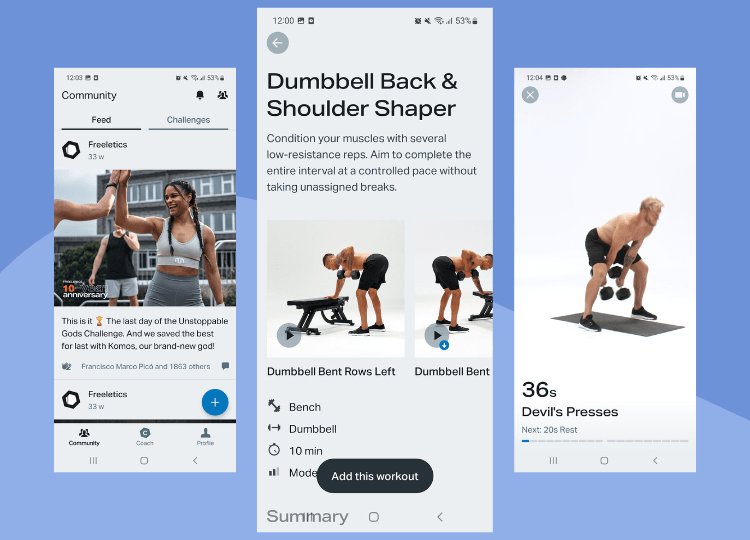 12:03
53%
Community
Feed
Challenges
Freeletics
33 w
FREELETICS
10-YEAR
anniversary
This is it 🏆 The last day of the Unstoppable
Gods Challenge. And we saved the best
for last with Komos, our brand-new god!
Francisco Marco Picó and 1863 others
Freeletics
33 w
+
Community
Coach
Profile
12:00
53%
Dumbbell Back &
Shoulder Shaper
Condition your muscles with several
low-resistance reps. Aim to complete the
entire interval at a controlled pace without
taking unassigned breaks.
Dumbbell Bent Rows Left
Dumbbell Bent
Bench
Dumbbell
10 min
Mode
Add this workout
Summary
12:04
53%
36s
Devil's Presses
Next: 20s Rest